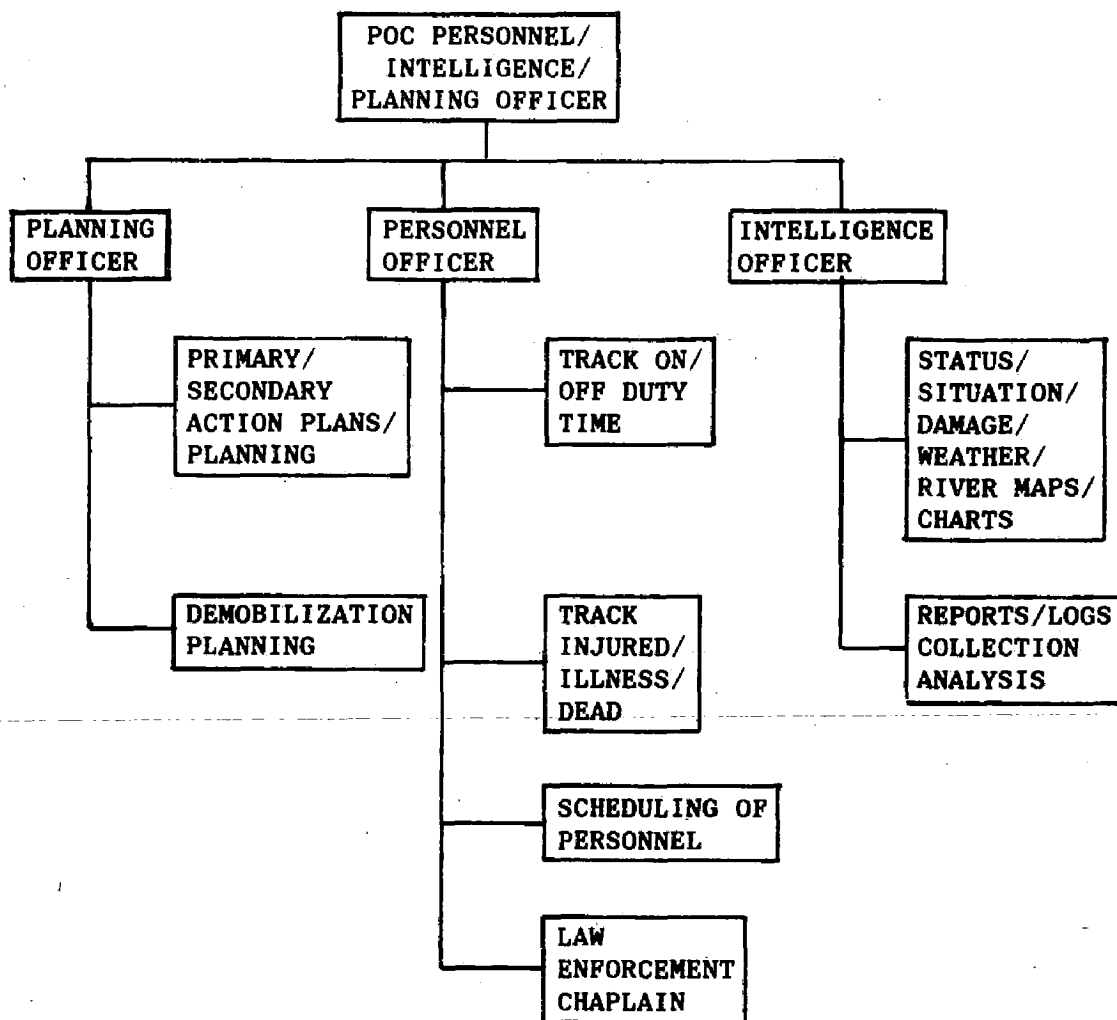 POC PERSONNEL/
INTELLIGENCE/
PLANNING OFFICER
PLANNING
OFFICER
PERSONNEL
OFFICER
INTELLIGENCE
OFFICER
PRIMARY/
SECONDARY
ACTION PLANS/
PLANNING
TRACK ON/
OFF DUTY
TIME
STATUS/
SITUATION/
DAMAGE/
WEATHER/
RIVER MAPS/
CHARTS
DEMOBILIZATION
PLANNING
TRACK
INJURED/
ILLNESS/
DEAD
REPORTS/LOGS
COLLECTION
ANALYSIS
SCHEDULING OF
PERSONNEL
LAW
ENFORCEMENT
CHAPLAIN